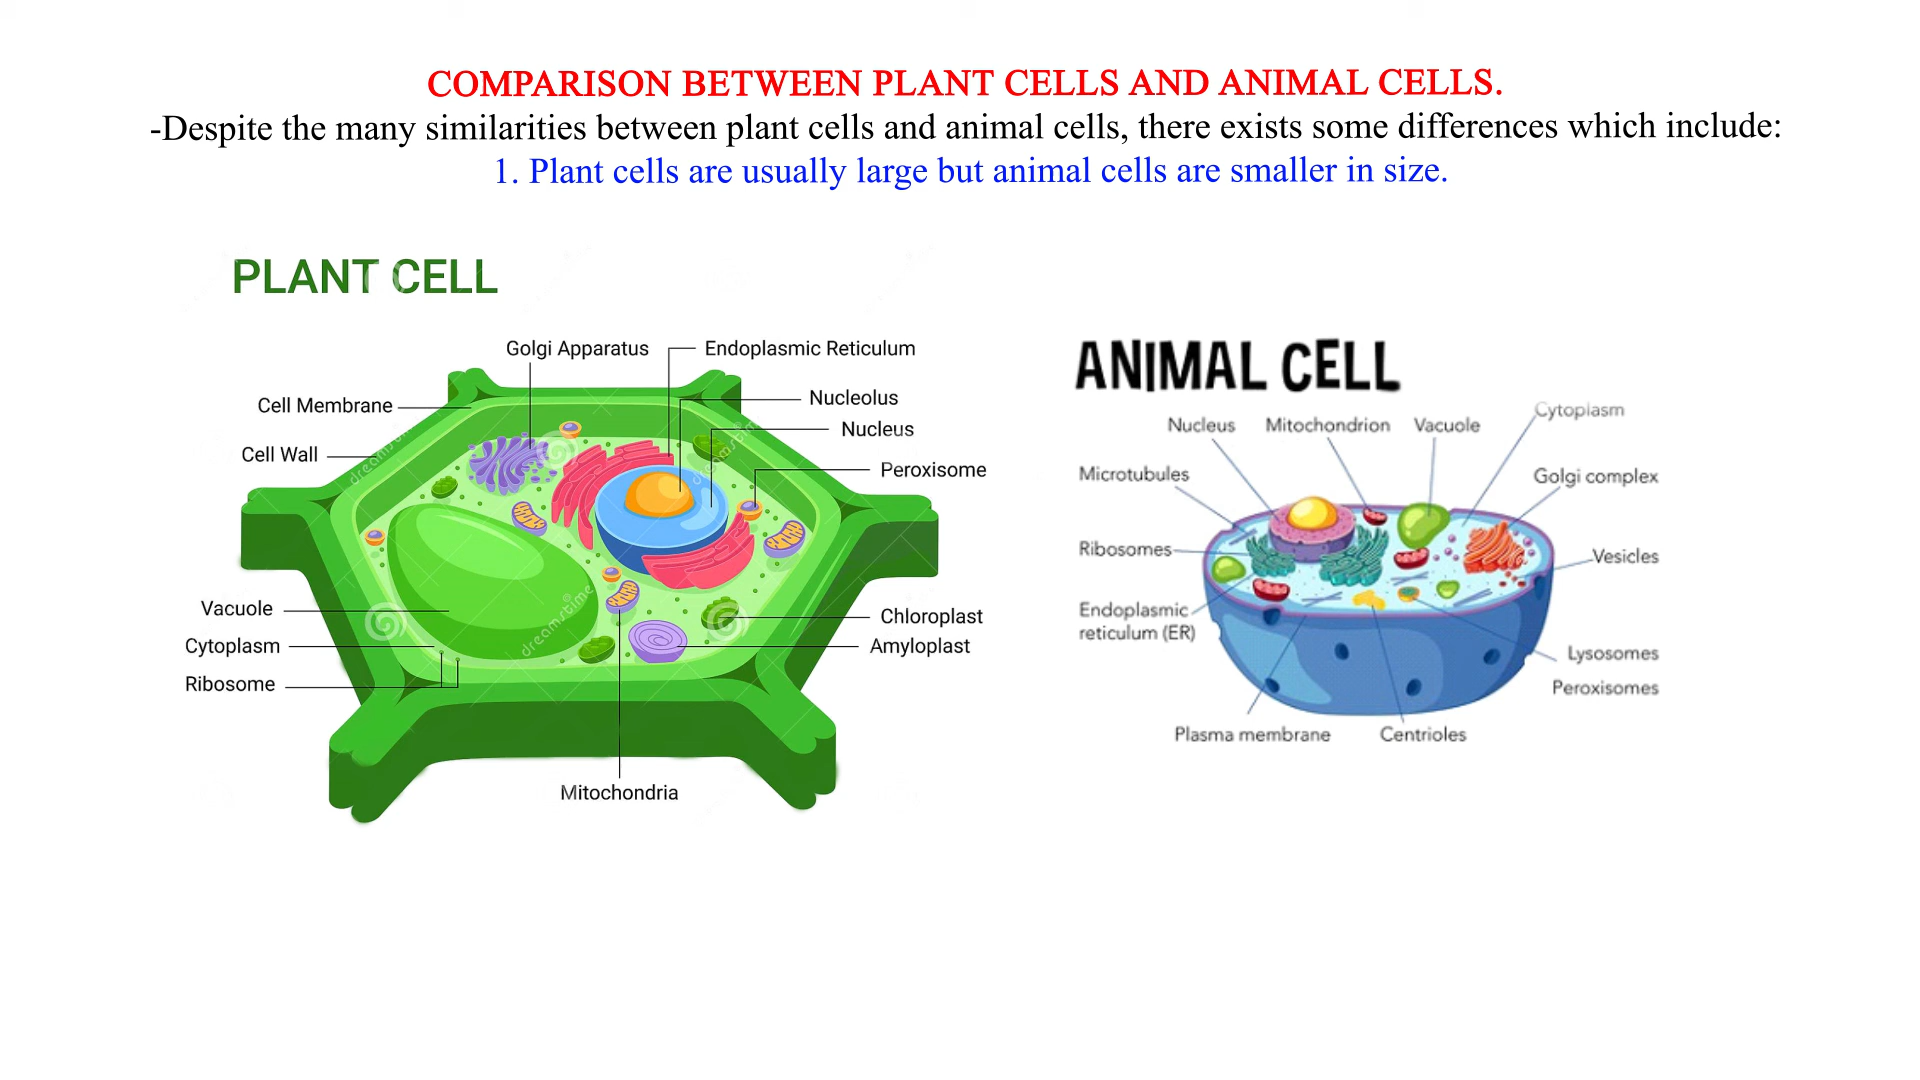 COMPARISON BETWEEN PLANT CELLS AND ANIMAL CELLS.
-Despite the many similarities between plant cells and animal cells, there exists some differences which include:
1. Plant cells are usually large but animal cells are smaller in size.
PLANT CELL
Golgi Apparatus
Endoplasmic Reticulum
Cell Membrane
Nucleolus
Nucleus
Cell Wall
Peroxisome
Vacuole
Chloroplast
Cytoplasm
Amyloplast
Ribosome
Mitochondria
dreamstime
dreamstime
dreamstime
ANIMAL CELL
Cytoplasm
Nucleus
Mitochondrion
Vacuole
Microtubules
Golgi complex
Ribosomes
Vesicles
Endoplasmic
reticulum (ER)
Lysosomes
Peroxisomes
Plasma membrane
Centrioles